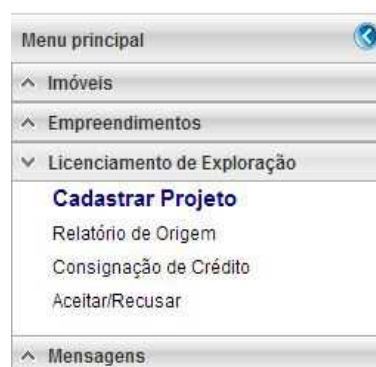 Menu principal
Imóveis
Empreendimentos
Licenciamento de Exploração
Cadastrar Projeto
Relatório de Origem
Consignação de Crédito
Aceitar/Recusar
Mensagens